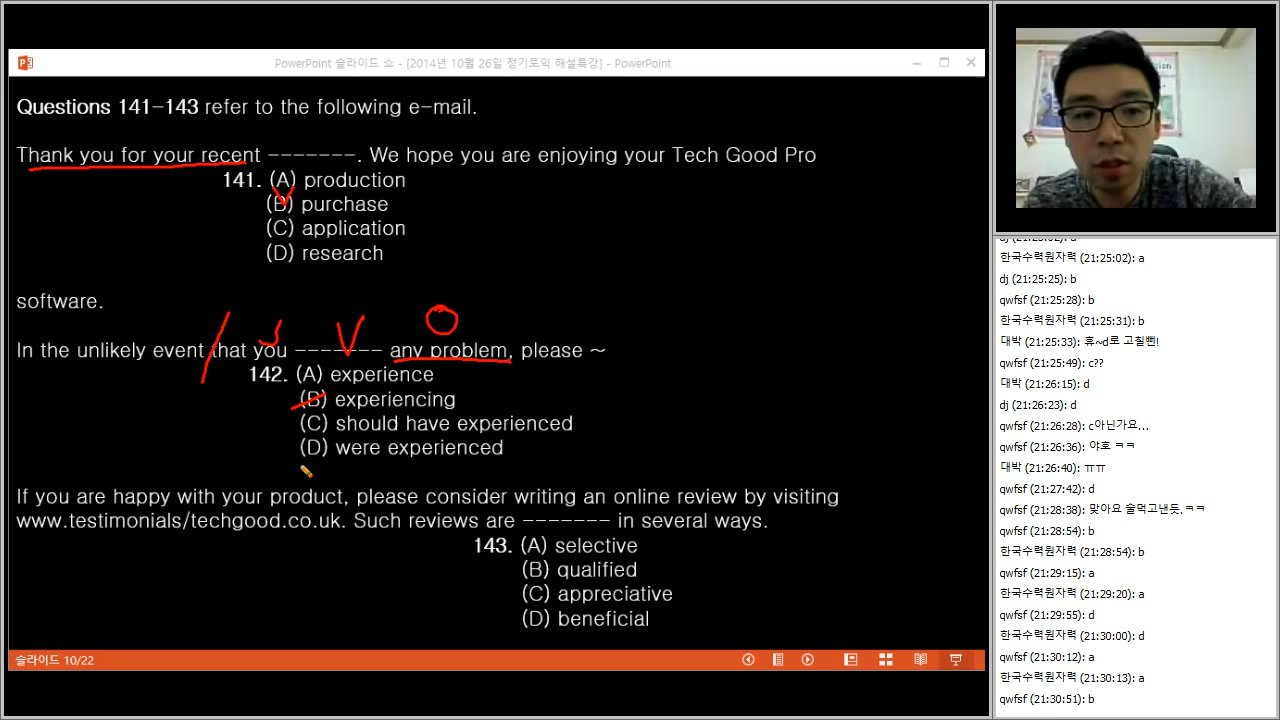 PowerPoint 슬라이드 쇼 - [2014년 10월 26일 정기토익 해설특강] - PowerPoint
Questions 141-143 refer to the following e-mail.
Thank you for your recent -------. We hope you are enjoying your Tech Good Pro
141. (A) production
(B) purchase
(C) application
(D) research
software.
S V O
In the unlikely event that you ------- any problem, please ~
142. (A) experience
(B) experiencing
(C) should have experienced
(D) were experienced
If you are happy with your product, please consider writing an online review by visiting
www.testimonials/techgood.co.uk. Such reviews are ------- in several ways.
143. (A) selective
(B) qualified
(C) appreciative
(D) beneficial
슬라이드 10/22
한국수력원자력 (21:25:02): a
dj (21:25:25): b
qwfsf (21:25:28): b
한국수력원자력 (21:25:31): b
대박 (21:25:33): 휴~d로 고칠뻔!
qwfsf (21:25:49): c??
대박 (21:26:15): d
dj (21:26:23): d
qwfsf (21:26:28): c아닌가요...
qwfsf (21:26:36): 야호 ㅋㅋ
대박 (21:26:40): ㅠㅠ
qwfsf (21:27:42): d
qwfsf (21:28:38): 맞아요 술먹고낸듯.ㅋㅋ
qwfsf (21:28:54): b
한국수력원자력 (21:28:54): b
qwfsf (21:29:15): a
한국수력원자력 (21:29:20): a
qwfsf (21:29:55): d
한국수력원자력 (21:30:00): d
qwfsf (21:30:12): a
한국수력원자력 (21:30:13): a
qwfsf (21:30:51): b